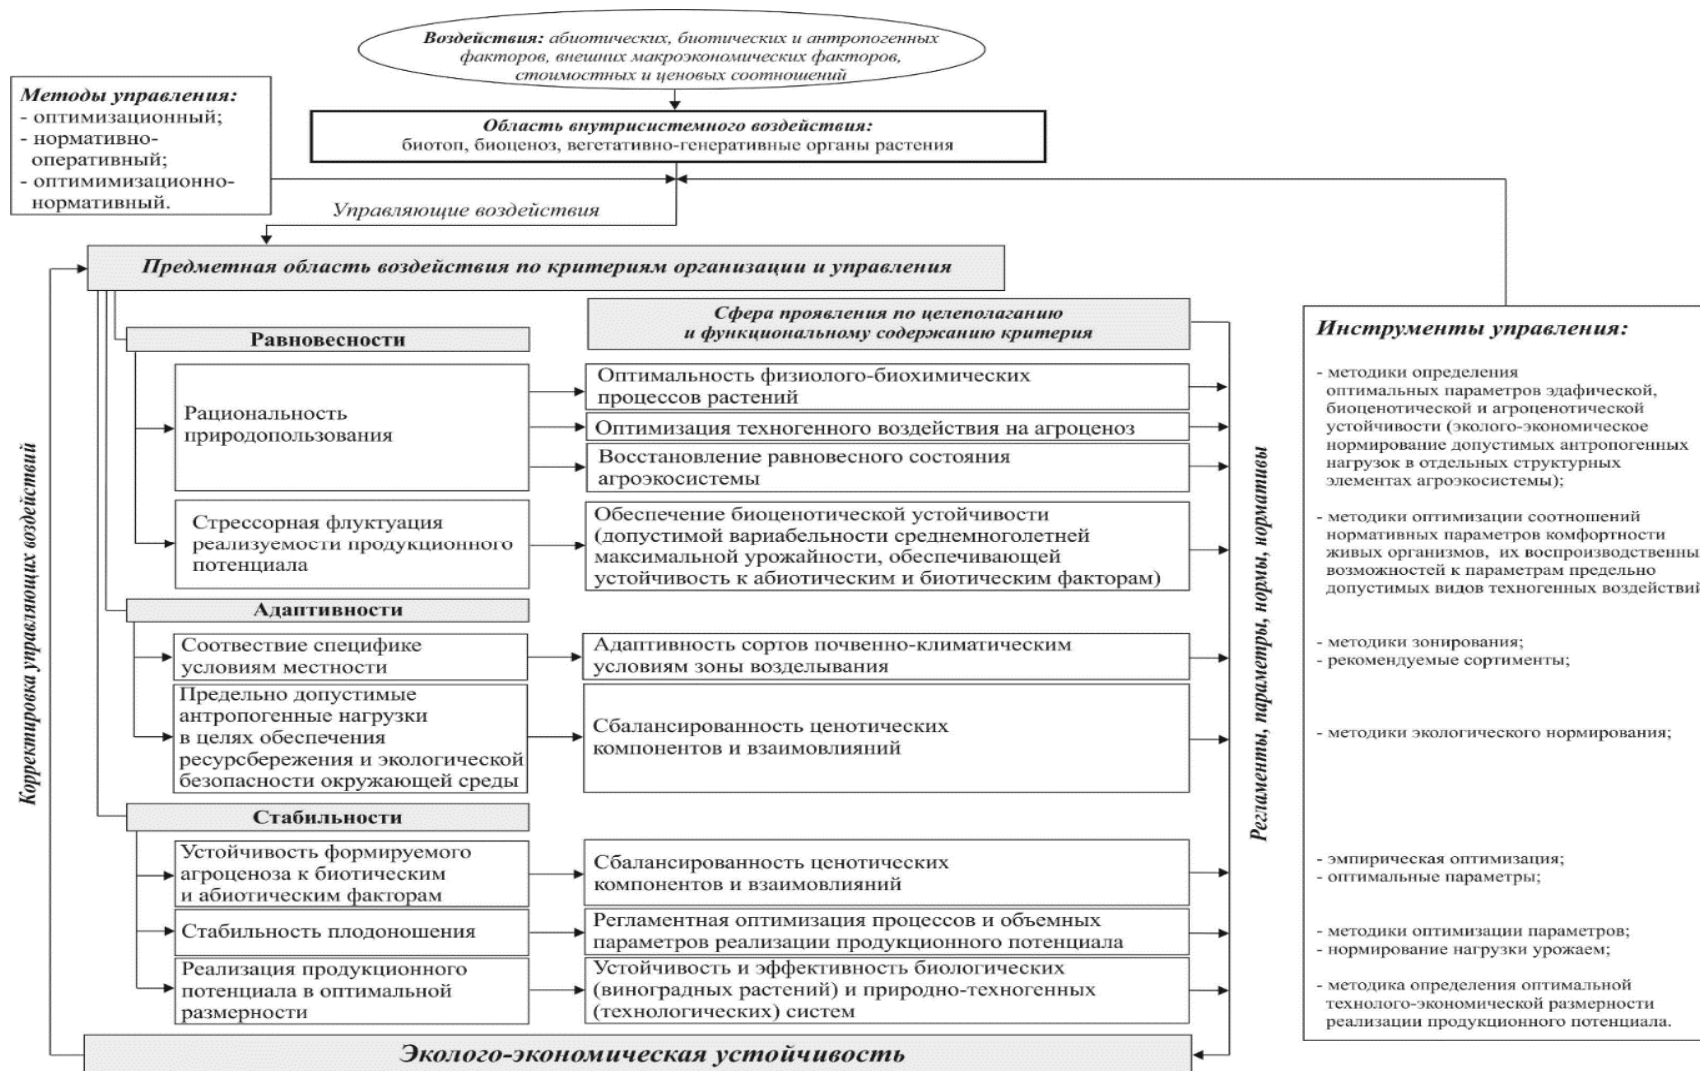 Воздействия: абиотических, биотических и антропогенных
факторов, внешних макроэкономических факторов,
стоимостных и ценовых соотношений
Методы управления:
- оптимизационный;
- нормативно-
оперативный;
- оптимимизационно-
нормативный.
Область внутрисистемного воздействия:
биотоп, биоценоз, вегетативно-генеративные органы растения
Управляющие воздействия
Предметная область воздействия по критериям организации и управления
Сфера проявления по целеполаганию
и функциональному содержанию критерия
Равновесности
Рациональность
природопользования
Оптимальность физиолого-биохимических
процессов растений
Оптимизация техногенного воздействия на агроценоз
Восстановление равновесного состояния
агроэкосистемы
Стрессорная флуктуация
реализуемости продукционного
потенциала
Обеспечение биоценотической устойчивости
(допустимой вариабельности среднемноголетней
максимальной урожайности, обеспечивающей
устойчивость к абиотическим и биотическим факторам)
Адаптивности
Соотвествие специфике
условиям местности
Адаптивность сортов почвенно-климатическим
условиям зоны возделывания
Предельно допустимые
антропогенные нагрузки
в целях обеспечения
ресурсбережения и экологической
безопасности окружающей среды
Сбалансированность ценотических
компонентов и взаимовлияний
Стабильности
Устойчивость формируемого
агроценоза к биотическим
и абиотическим факторам
Сбалансированность ценотических
компонентов и взаимовлияний
Стабильность плодоношения
Регламентная оптимизация процессов и объемных
параметров реализации продукционного потенциала
Реализация продукционного
потенциала в оптимальной
размерности
Устойчивость и эффективность биологических
(виноградных растений) и природно-техногенных
(технологических) систем
Эколого-экономическая устойчивость
Корректировка управляющих воздействий
Регламенты, параметры, нормы, нормативы
Инструменты управления:
- методики определения
оптимальных параметров эдафической,
биоценотической и агроценотической
устойчивости (эколого-экономическое
нормирование допустимых антропогенных
нагрузок в отдельных структурных
элементах агроэкосистемы);
- методики оптимизации соотношений
нормативных параметров комфортности
живых организмов, их воспроизводственны
возможностей к параметрам предельно
допустимых видов техногенных воздействий
- методики зонирования;
- рекомендуемые сортименты;
- методики экологического нормирования;
- эмпирическая оптимизация;
- оптимальные параметры;
- методики оптимизации параметров;
- нормирование нагрузки урожаем;
- методика определения оптимальной
технолого-экономической размерности
реализации продукционного потенциала.